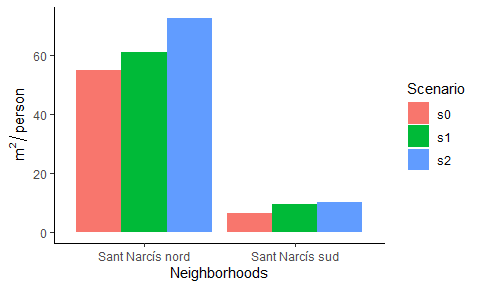 m²/ person
60
40
20
0
Sant Narcís nord
Sant Narcís sud
Neighborhoods
Scenario
s0
s1
s2